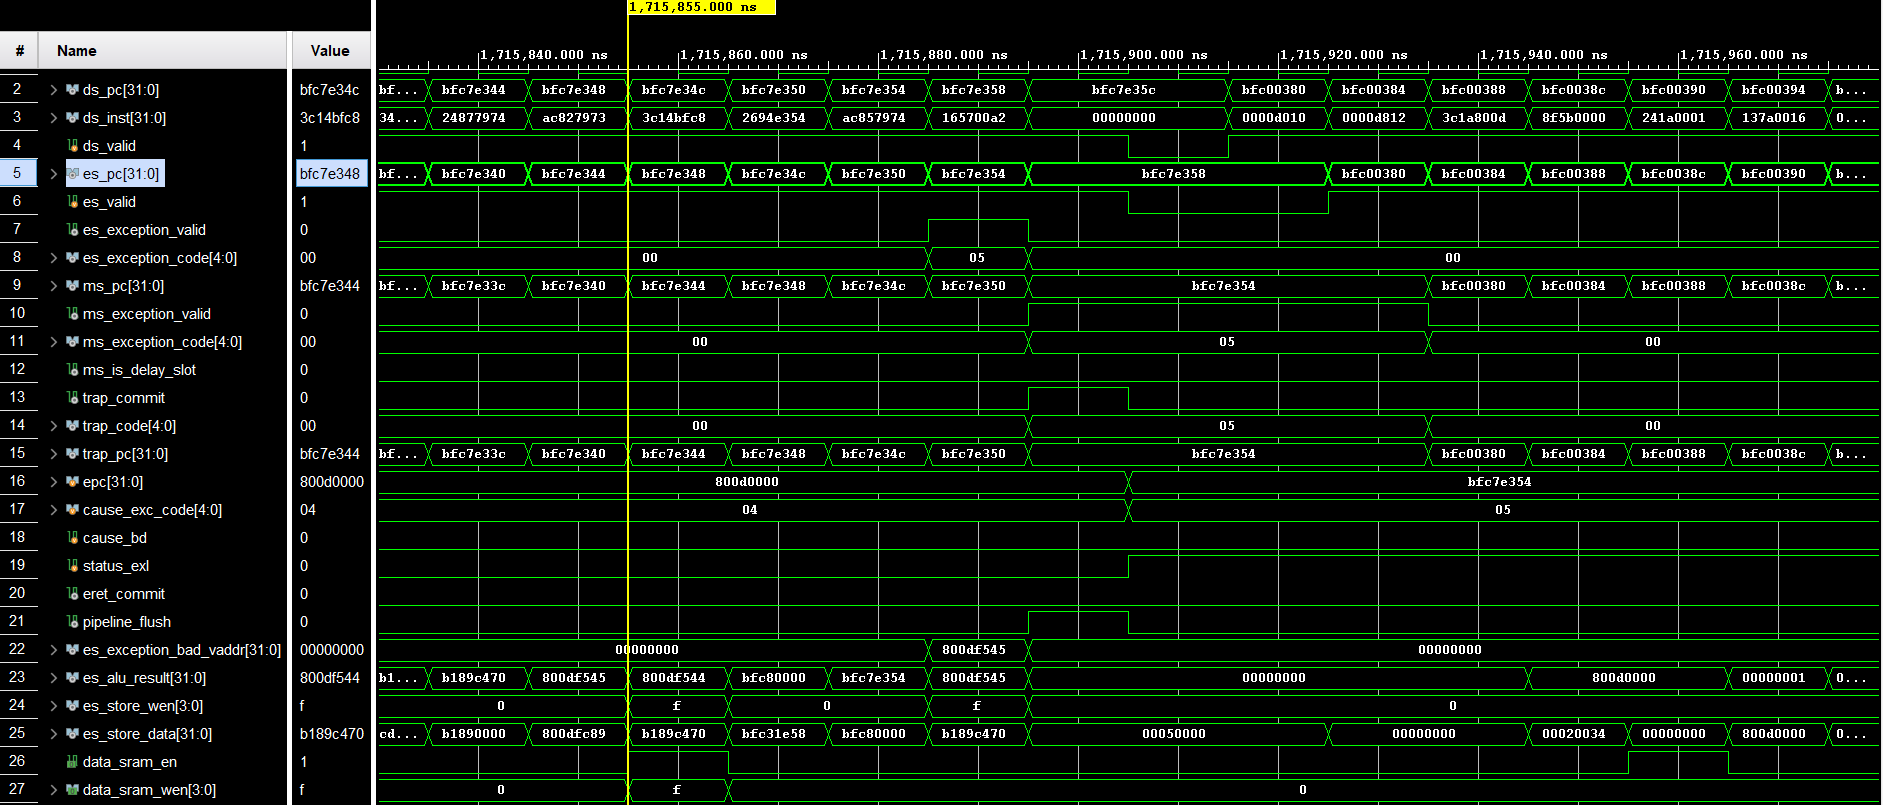 1,715,855.000 ns
# Name Value 1,715,840.000 ns 1,715,860.000 ns 1,715,880.000 ns 1,715,900.000 ns 1,715,920.000 ns 1,715,940.000 ns 1,715,960.000 ns
2 ds_pc[31:0] bfc7e34c bf... bfc7e344 bfc7e348 bfc7e34c bfc7e350 bfc7e354 bfc7e358 bfc7e35c bfc00380 bfc00384 bfc00388 bfc0038c bfc00390 bfc00394 b...
3 ds_inst[31:0] 3c14bfc8 34... 24877974 ac827973 3c14bfc8 2694e354 ac857974 165700a2 00000000 0000d010 0000d812 3c1a800d 8f5b0000 241a0001 137a0016 0...
4 ds_valid 1
5 es_pc[31:0] bfc7e348 bf... bfc7e340 bfc7e344 bfc7e348 bfc7e34c bfc7e350 bfc7e354 bfc7e358 bfc00380 bfc00384 bfc00388 bfc0038c bfc00390 b...
6 es_valid 1
7 es_exception_valid 0
8 es_exception_code[4:0] 00 00 05 00
9 ms_pc[31:0] bfc7e344 bf... bfc7e33c bfc7e340 bfc7e344 bfc7e348 bfc7e34c bfc7e350 bfc7e354 bfc00380 bfc00384 bfc00388 bfc0038c b...
10 ms_exception_valid 0
11 ms_exception_code[4:0] 00 00 05 00
12 ms_is_delay_slot 0
13 trap_commit 0
14 trap_code[4:0] 00 00 05 00
15 trap_pc[31:0] bfc7e344 bf... bfc7e33c bfc7e340 bfc7e344 bfc7e348 bfc7e34c bfc7e350 bfc7e354 bfc00380 bfc00384 bfc00388 bfc0038c b...
16 epc[31:0] 800d0000 800d0000 bfc7e354
17 cause_exc_code[4:0] 04 04 05
18 cause_bd 0
19 status_exl 0
20 eret_commit 0
21 pipeline_flush 0
22 es_exception_bad_vaddr[31:0] 00000000 00000000 800df545 00000000
23 es_alu_result[31:0] 800df544 b1... b189c470 800df545 800df544 bfc80000 bfc7e354 800df545 00000000 800d0000 00000001 0...
24 es_store_wen[3:0] f 0 f 0 f 0
25 es_store_data[31:0] b189c470 cd... b1890000 800dfc89 b189c470 bfc31e58 bfc80000 b189c470 00050000 00000000 00020034 00000000 800d0000 0...
26 data_sram_en 1
27 data_sram_wen[3:0] f 0 f 0